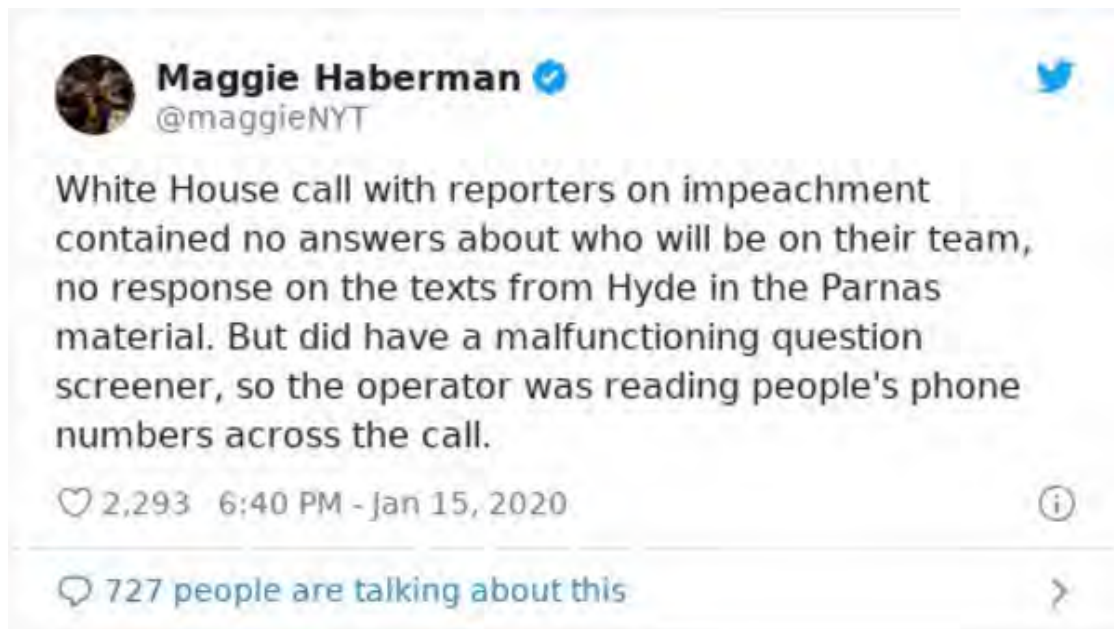 Maggie Haberman
@maggieNYT
White House call with reporters on impeachment
contained no answers about who will be on their team,
no response on the texts from Hyde in the Parnas
material. But did have a malfunctioning question
screener, so the operator was reading people's phone
numbers across the call.
2,293 6:40 PM - Jan 15, 2020
727 people are talking about this